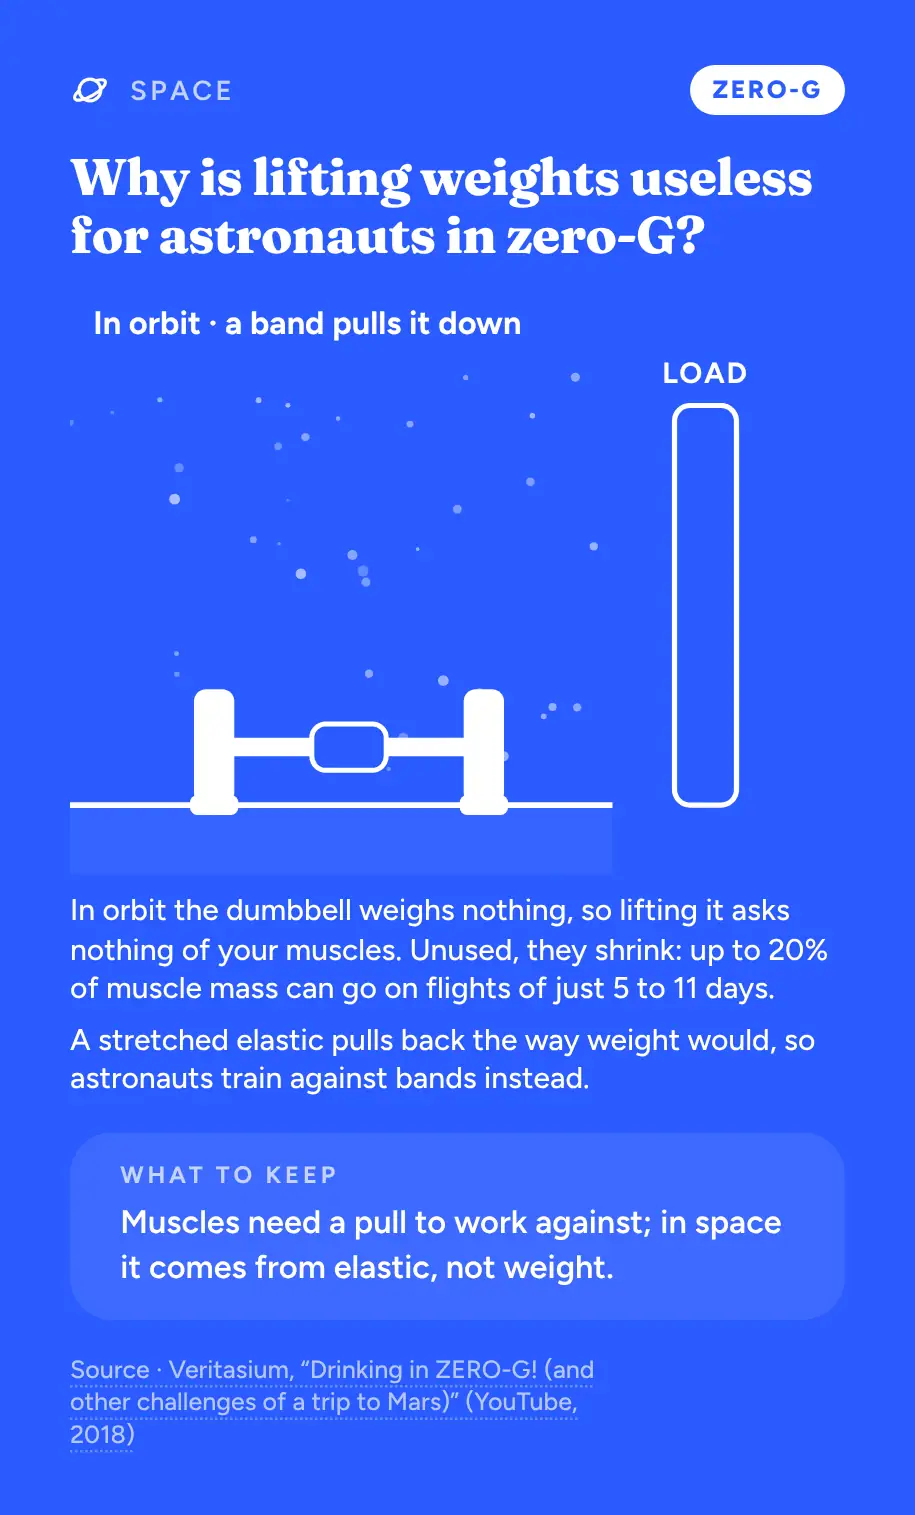 SPACE
ZERO-G
Why is lifting weights useless
for astronauts in zero-G?
In orbit · a band pulls it down
LOAD
In orbit the dumbbell weighs nothing, so lifting it asks
nothing of your muscles. Unused, they shrink: up to 20%
of muscle mass can go on flights of just 5 to 11 days.
A stretched elastic pulls back the way weight would, so
astronauts train against bands instead.
WHAT TO KEEP
Muscles need a pull to work against; in space
it comes from elastic, not weight.
Source · Veritasium, “Drinking in ZERO-G! (and
other challenges of a trip to Mars)” (YouTube,
2018)